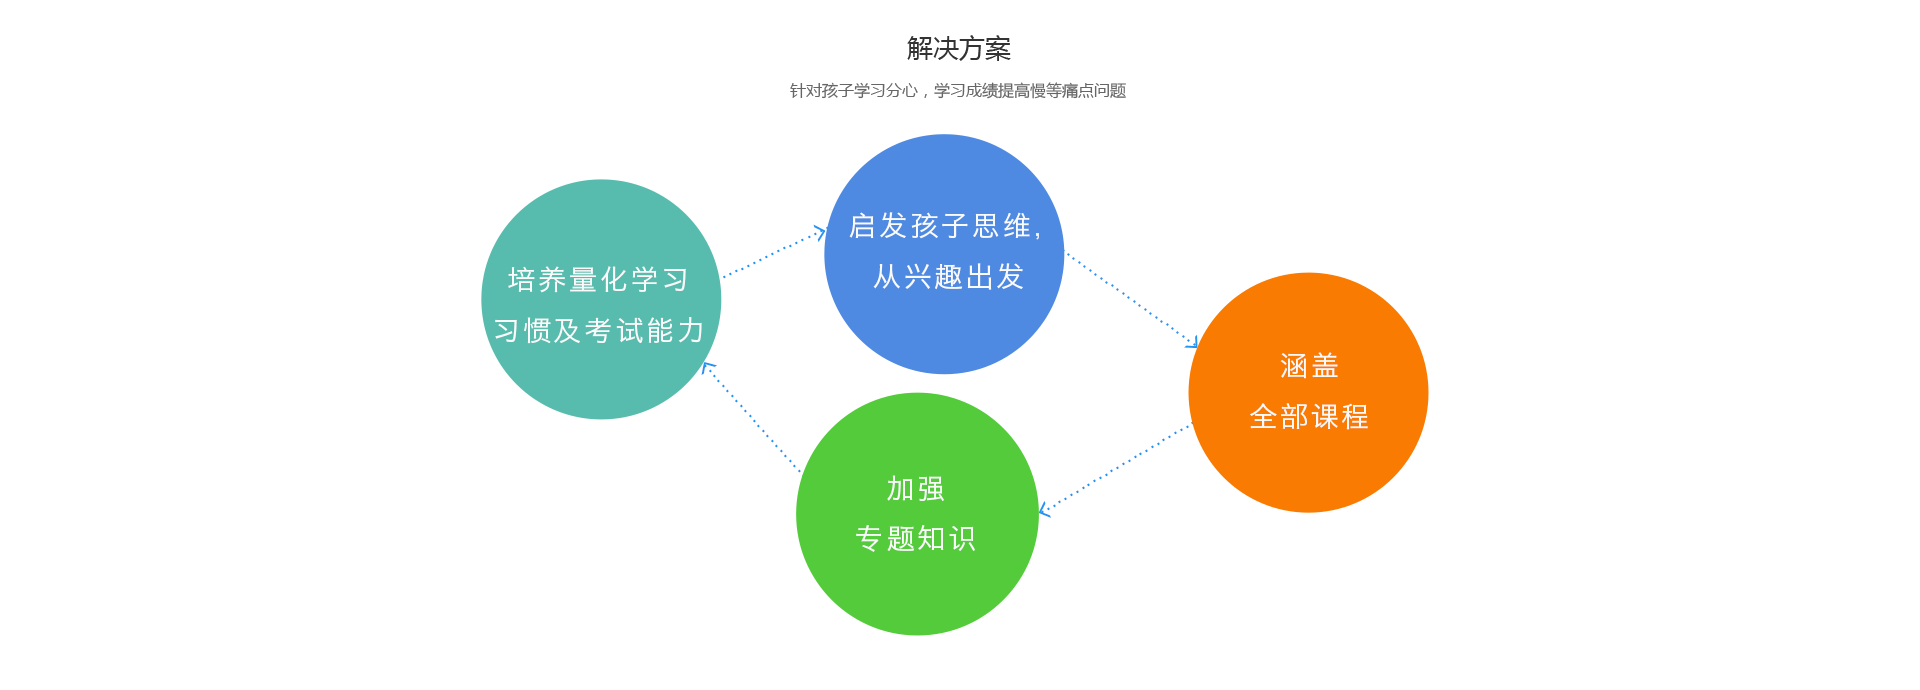 解决方案
针对孩子学习分心，学习成绩提高慢等痛点问题
启发孩子思维,
从兴趣出发
培养量化学习
习惯及考试能力
涵盖
全部课程
加强
专题知识